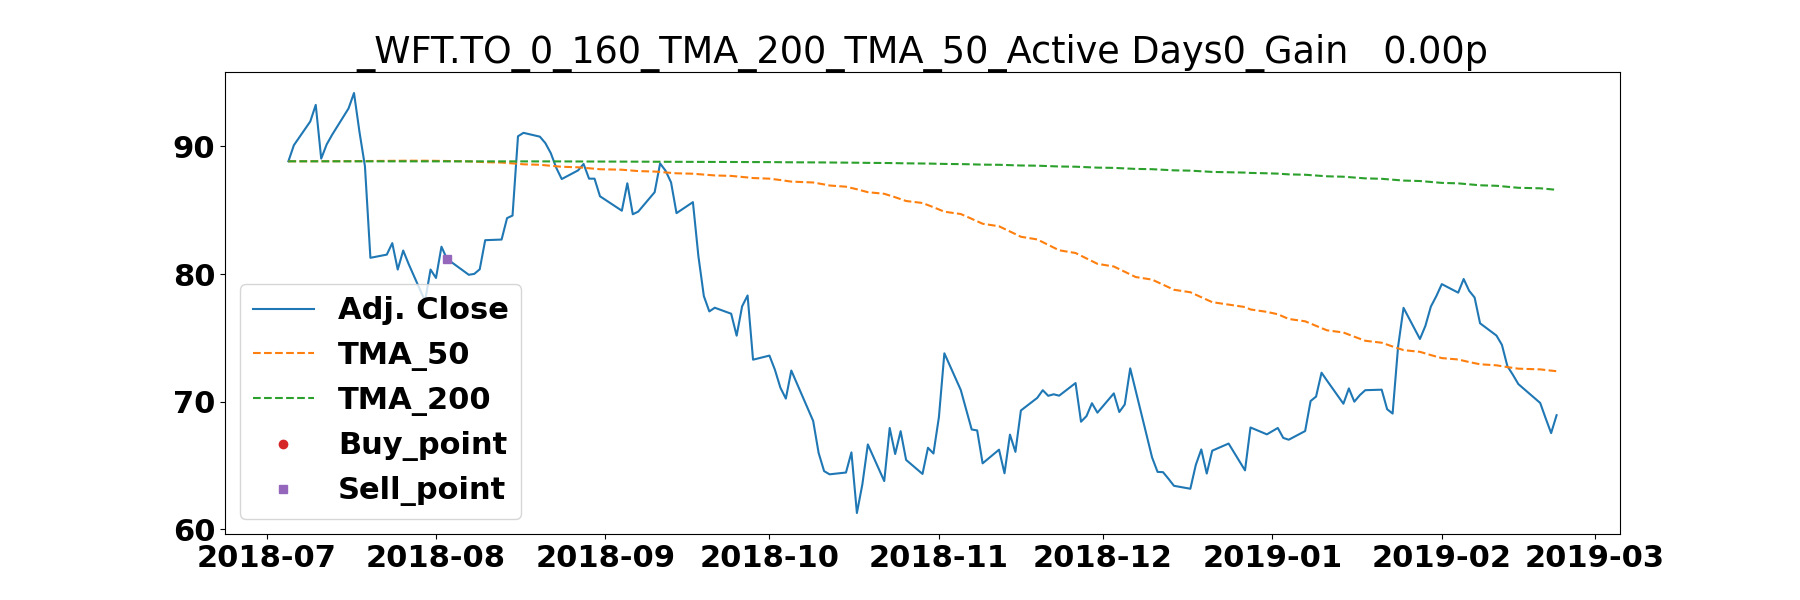 _WFT.TO_0_160_TMA_200_TMA_50_Active Days0_Gain   0.00p
90
80
70
60
Adj. Close
TMA_50
TMA_200
Buy_point
Sell_point
2018-07 2018-08 2018-09 2018-10 2018-11 2018-12 2019-01 2019-02 2019-03